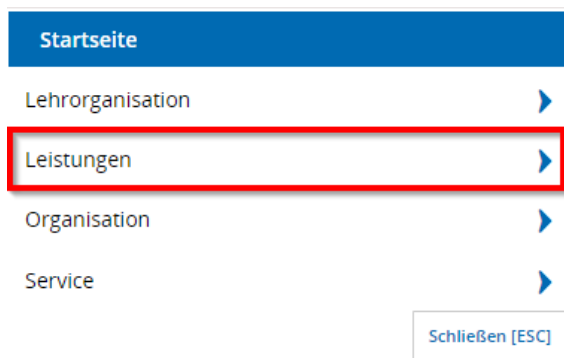 Startseite
Lehrorganisation
Leistungen
Organisation
Service
Schließen [ESC]